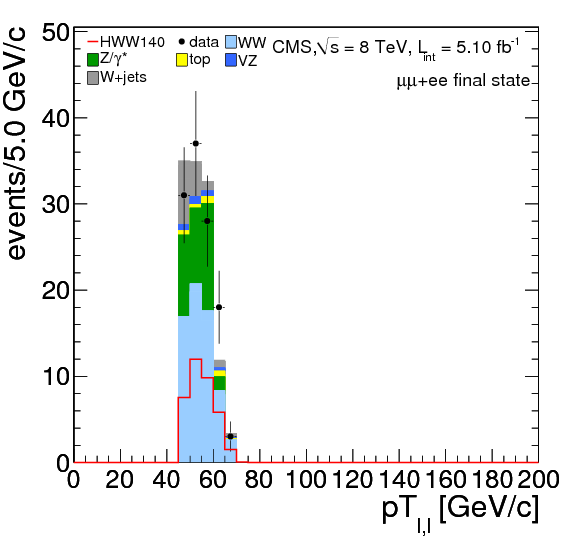 HWW140 data WW CMS,√s = 8 TeV, L_int = 5.10 fb⁻¹
Z/γ* top VZ
W+jets μμ+ee final state
events/5.0 GeV/c
50
40
30
20
10
0
0 20 40 60 80 100 120 140 160 180 200
pT_l,l [GeV/c]